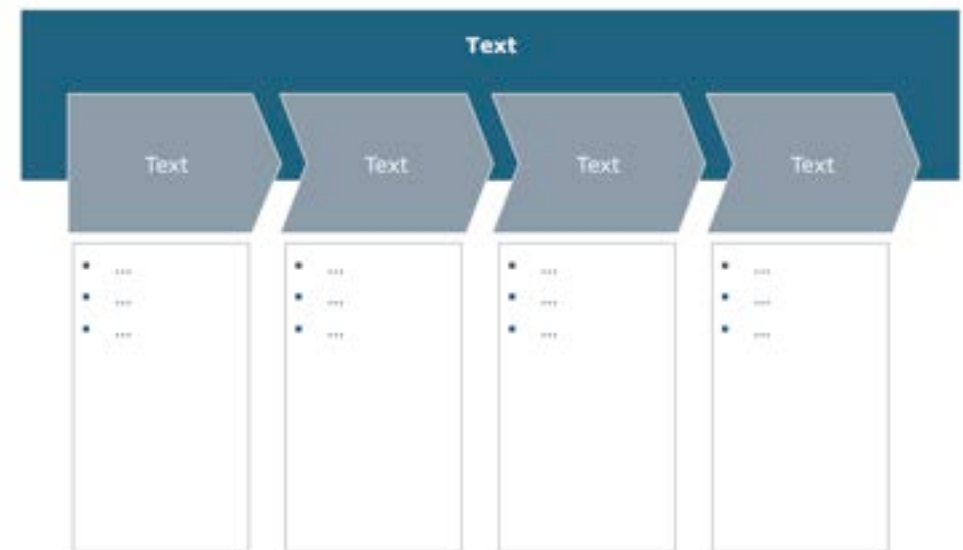 Text
Text Text Text Text
• ... • ... • ... • ...
• ... • ... • ... • ...
• ... • ... • ... • ...